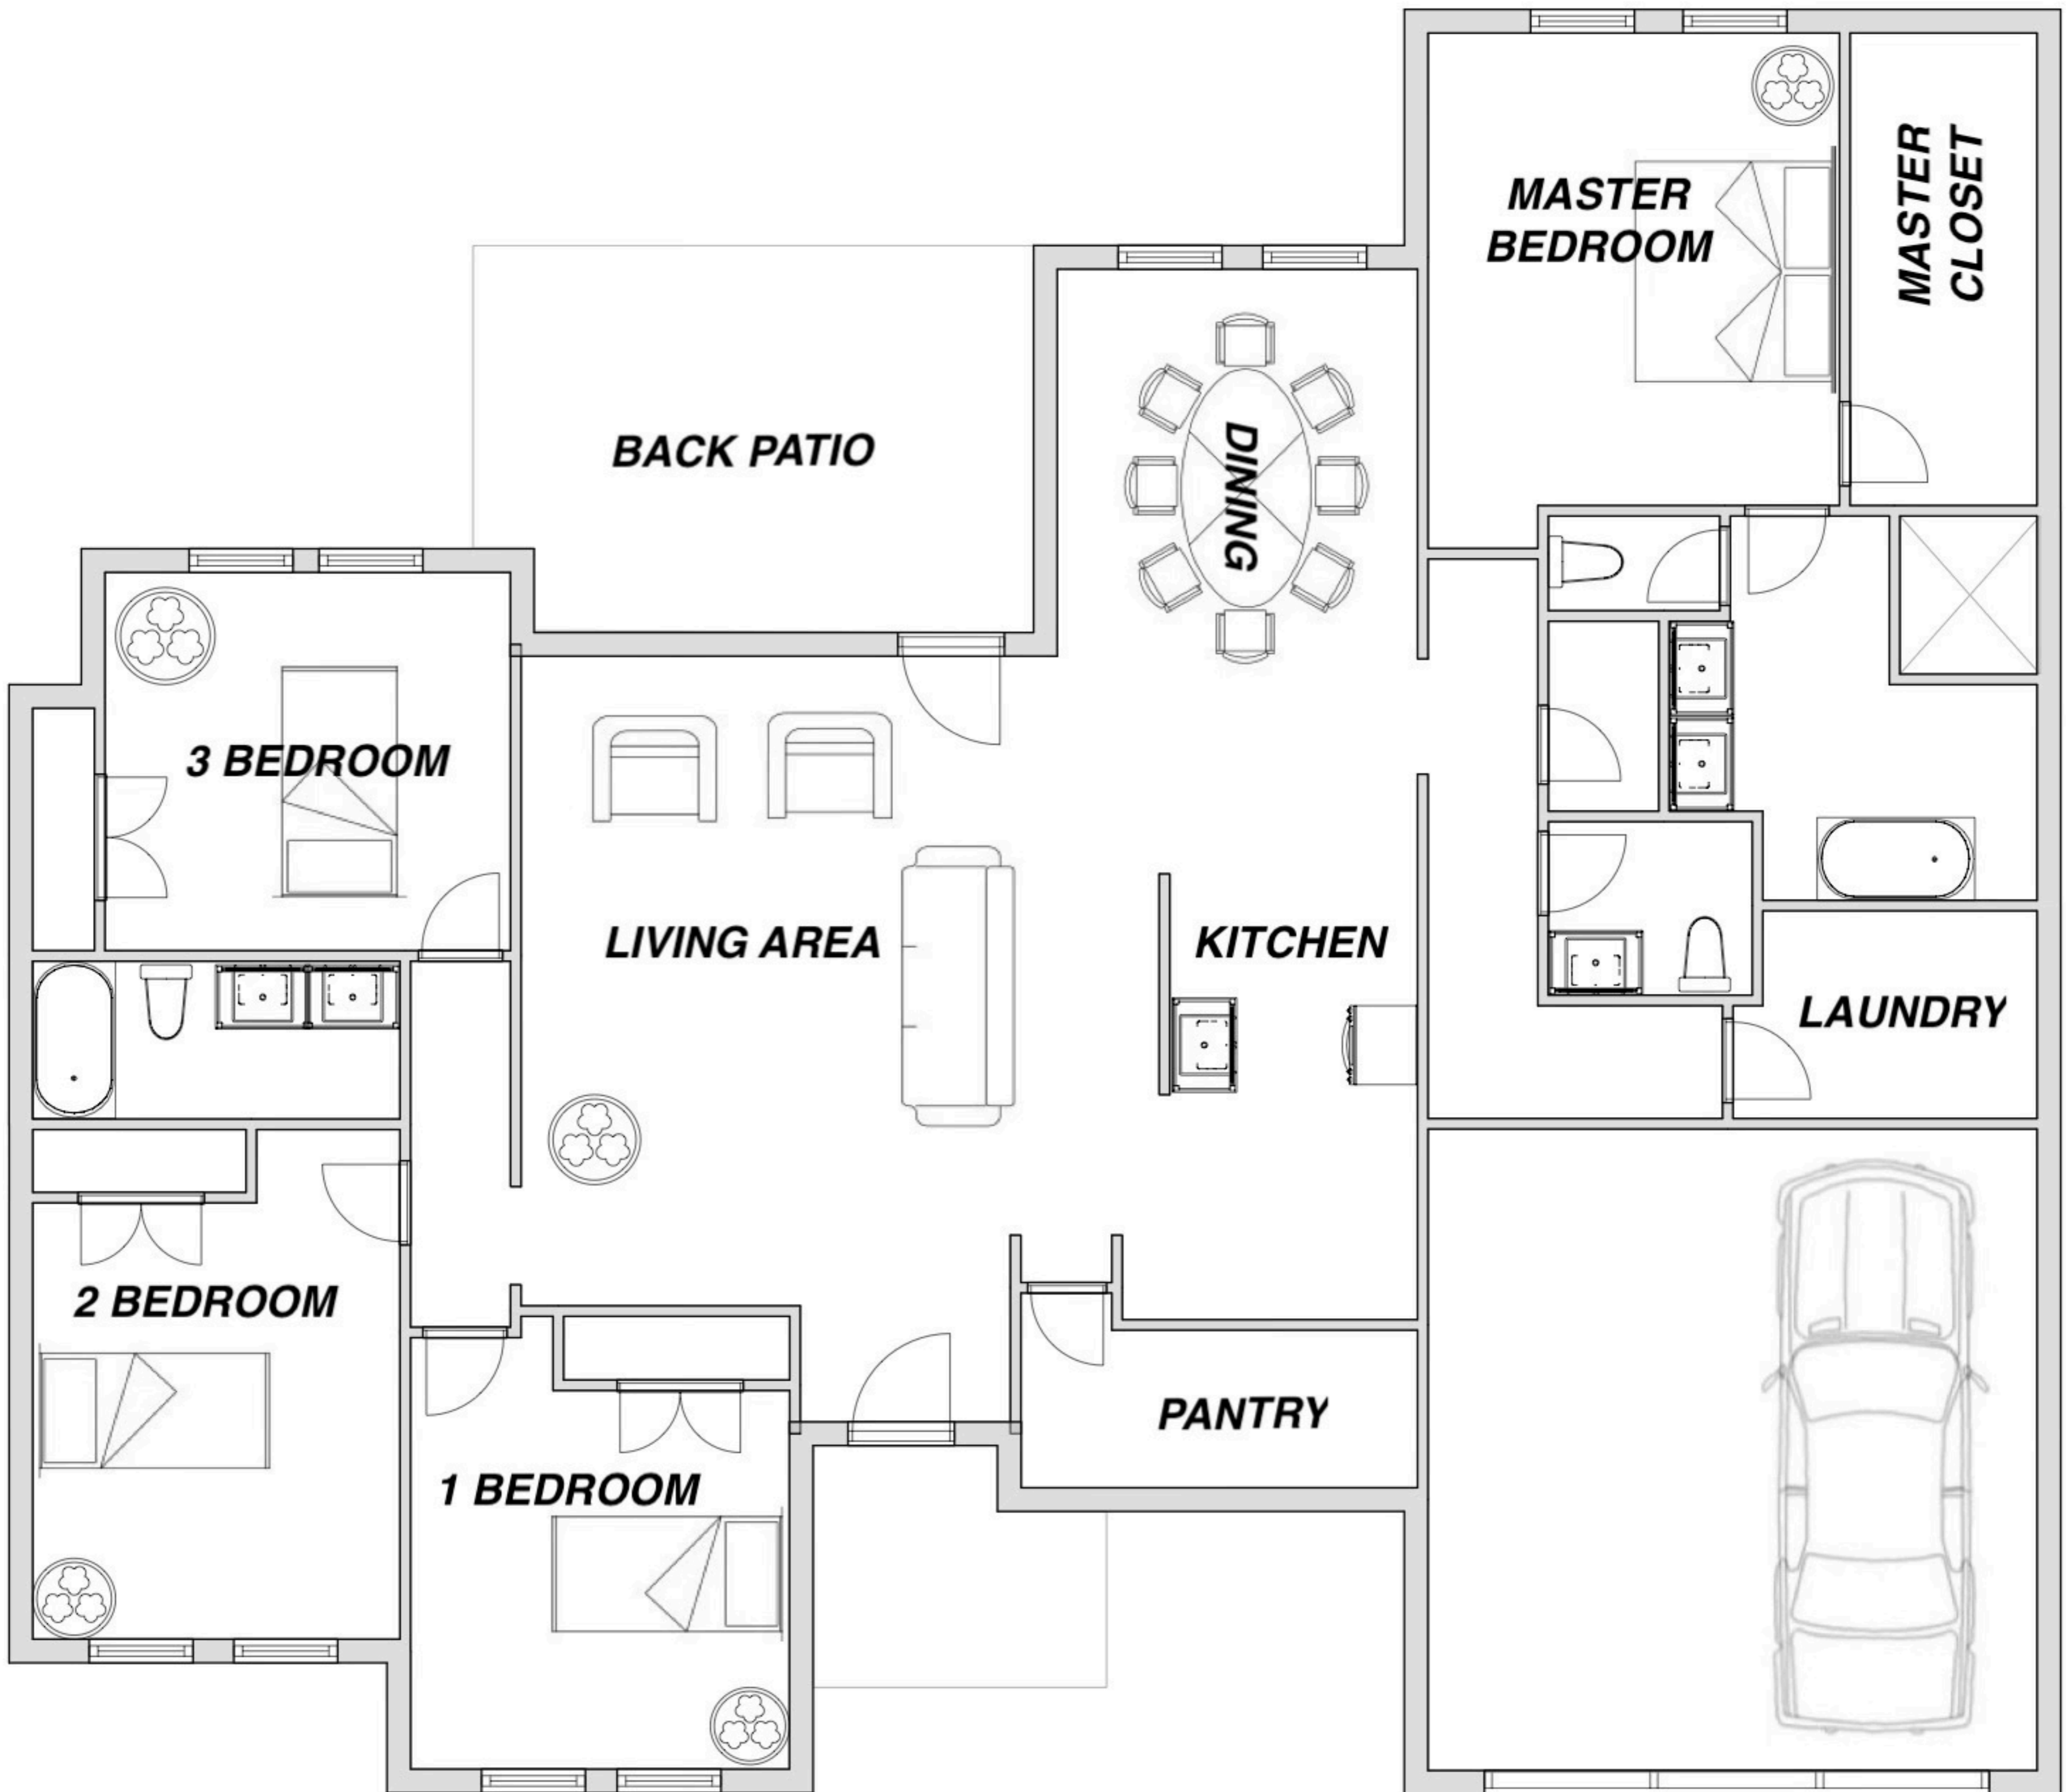 MASTER
BEDROOM
MASTER
CLOSET
BACK PATIO
DINING
3 BEDROOM
LIVING AREA
KITCHEN
LAUNDRY
2 BEDROOM
1 BEDROOM
PANTRY